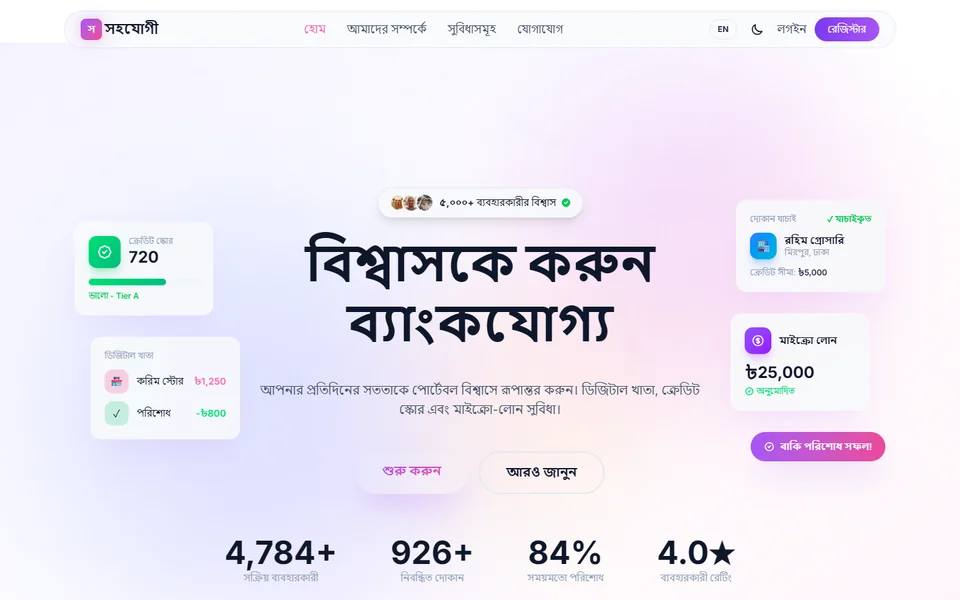 স সহযোগী
হোম আমাদের সম্পর্কে সুবিধাসমূহ যোগাযোগ
EN লগইন রেজিস্টার
৫,০০০+ ব্যবহারকারীর বিশ্বাস
বিশ্বাসকে করুন
ব্যাংকযোগ্য
আপনার প্রতিদিনের সততাকে পোর্টেবল বিশ্বাসে রূপান্তর করুন। ডিজিটাল খাতা, ক্রেডিট
স্কোর এবং মাইক্রো-লোন সুবিধা।
শুরু করুন আরও জানুন
ক্রেডিট স্কোর
720
ভালো - Tier A
ডিজিটাল খাতা
করিম স্টোর ৳1,250
✓ পরিশোধ -৳800
দোকান যাচাই ✓ যাচাইকৃত
রহিম গ্রোসারি
মিরপুর, ঢাকা
ক্রেডিট সীমা: ৳5,000
মাইক্রো লোন
৳25,000
অনুমোদিত
বাকি পরিশোধ সফল!
4,784+ 926+ 84% 4.0★
সক্রিয় ব্যবহারকারী নিবন্ধিত দোকান সময়মতো পরিশোধ ব্যবহারকারী রেটিং